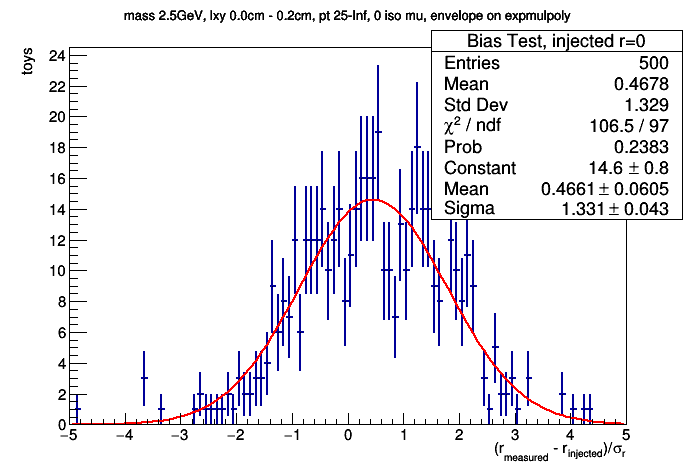 mass 2.5GeV, lxy 0.0cm - 0.2cm, pt 25-Inf, 0 iso mu, envelope on expmulpoly
Bias Test, injected r=0
Entries 500
Mean 0.4678
Std Dev 1.329
χ² / ndf 106.5 / 97
Prob 0.2383
Constant 14.6 ± 0.8
Mean 0.4661 ± 0.0605
Sigma 1.331 ± 0.043
toys
24
22
20
18
16
14
12
10
8
6
4
2
0
−5 −4 −3 −2 −1 0 1 2 3 4 5
(r_measured - r_injected)/σ_r